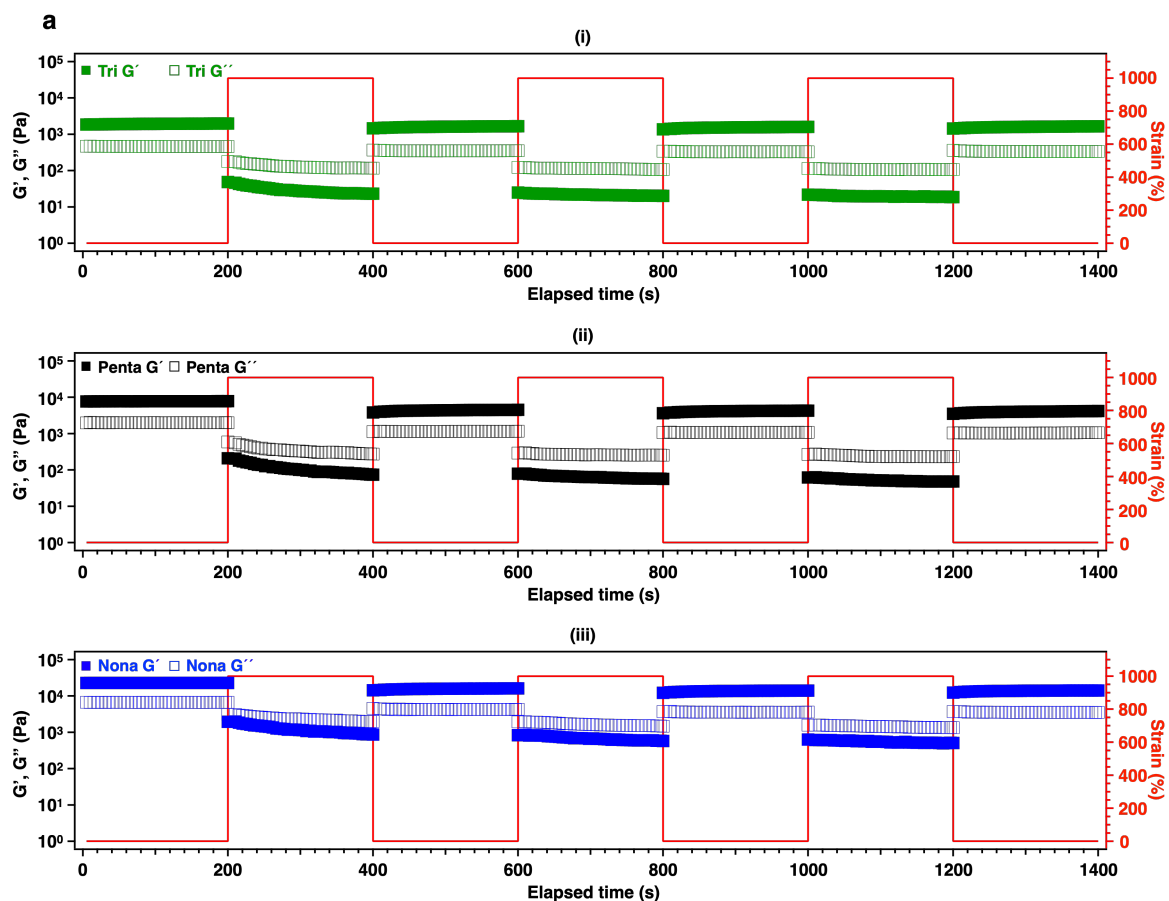 a
(i)
Tri G´ Tri G´´
10⁵
10⁴
10³
10²
10¹
10⁰
G’, G” (Pa)
1000
800
600
400
200
0
Strain (%)
0 200 400 600 800 1000 1200 1400
Elapsed time (s)
(ii)
Penta G´ Penta G´´
10⁵
10⁴
10³
10²
10¹
10⁰
G’, G” (Pa)
1000
800
600
400
200
0
Strain (%)
0 200 400 600 800 1000 1200 1400
Elapsed time (s)
(iii)
Nona G´ Nona G´´
10⁵
10⁴
10³
10²
10¹
10⁰
G’, G” (Pa)
1000
800
600
400
200
0
Strain (%)
0 200 400 600 800 1000 1200 1400
Elapsed time (s)